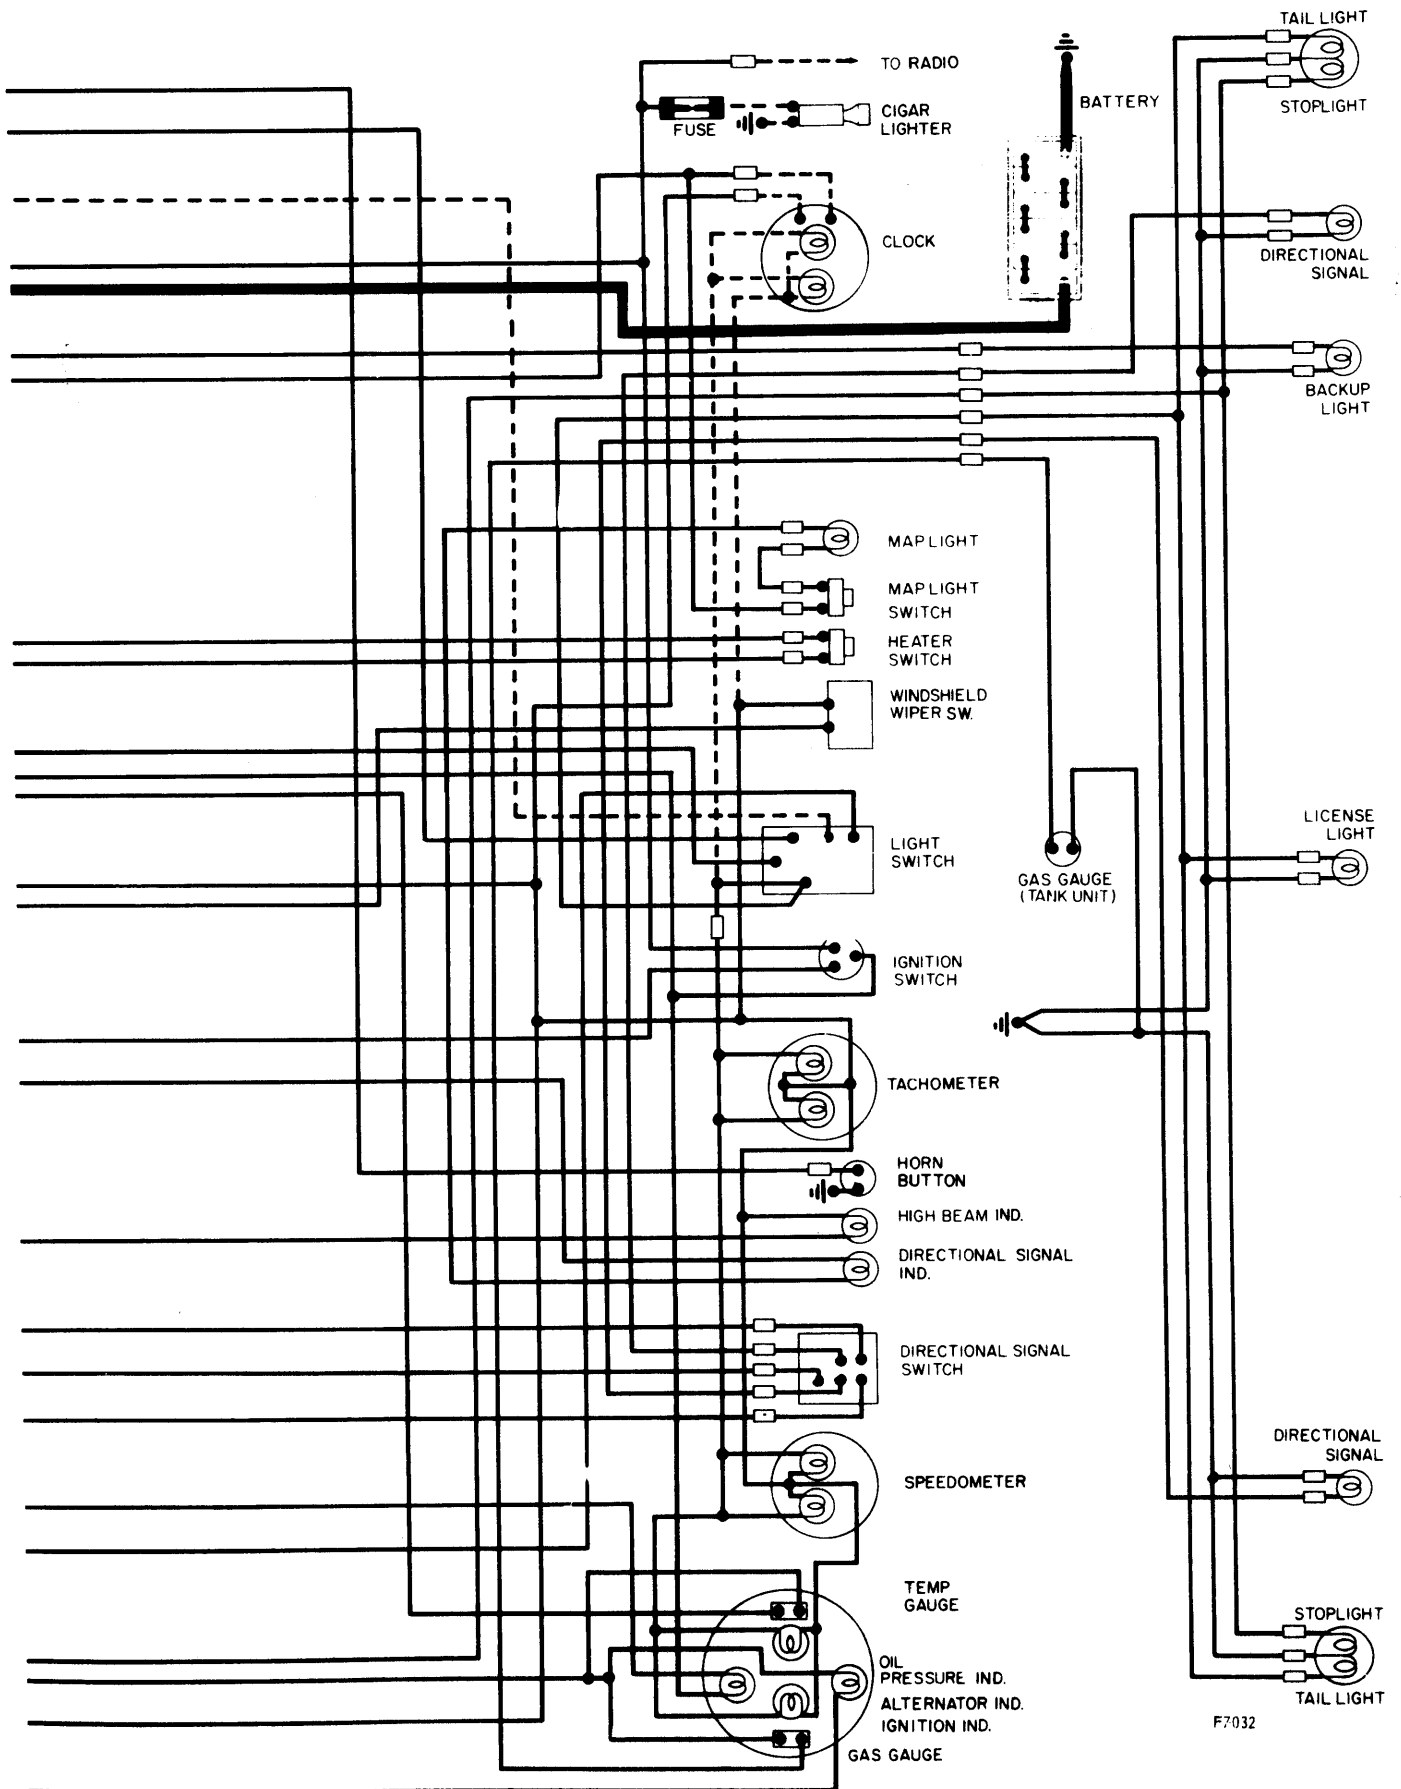 TAIL LIGHT
TO RADIO
BATTERY
STOPLIGHT
FUSE
CIGAR
LIGHTER
CLOCK
DIRECTIONAL
SIGNAL
BACKUP
LIGHT
MAP LIGHT
MAP LIGHT
SWITCH
HEATER
SWITCH
WINDSHIELD
WIPER SW.
LIGHT
SWITCH
GAS GAUGE
(TANK UNIT)
LICENSE
LIGHT
IGNITION
SWITCH
TACHOMETER
HORN
BUTTON
HIGH BEAM IND.
DIRECTIONAL SIGNAL
IND.
DIRECTIONAL SIGNAL
SWITCH
DIRECTIONAL
SIGNAL
SPEEDOMETER
TEMP
GAUGE
STOPLIGHT
OIL
PRESSURE IND.
ALTERNATOR IND.
IGNITION IND.
TAIL LIGHT
GAS GAUGE
F7032